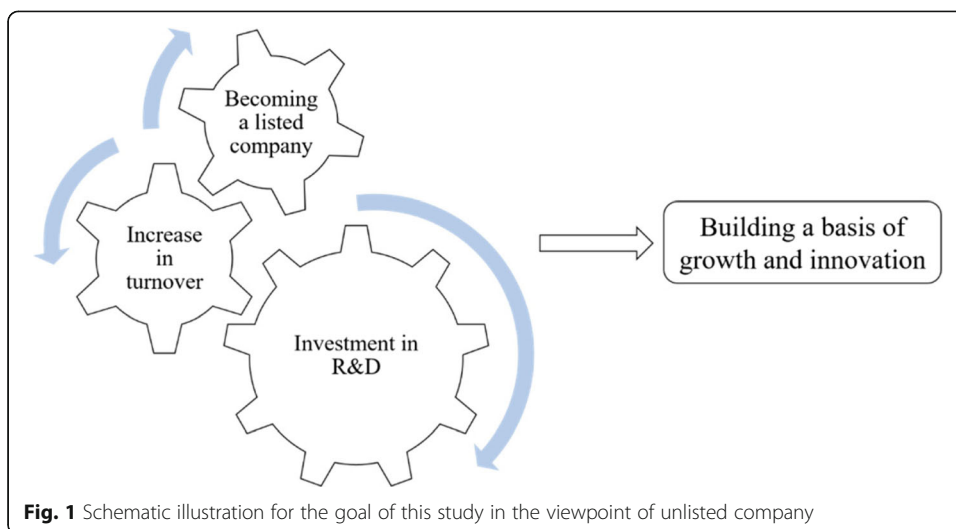 Becoming
a listed
company
Increase
in
turnover
Investment in
R&D
Building a basis of
growth and innovation
Fig. 1 Schematic illustration for the goal of this study in the viewpoint of unlisted company